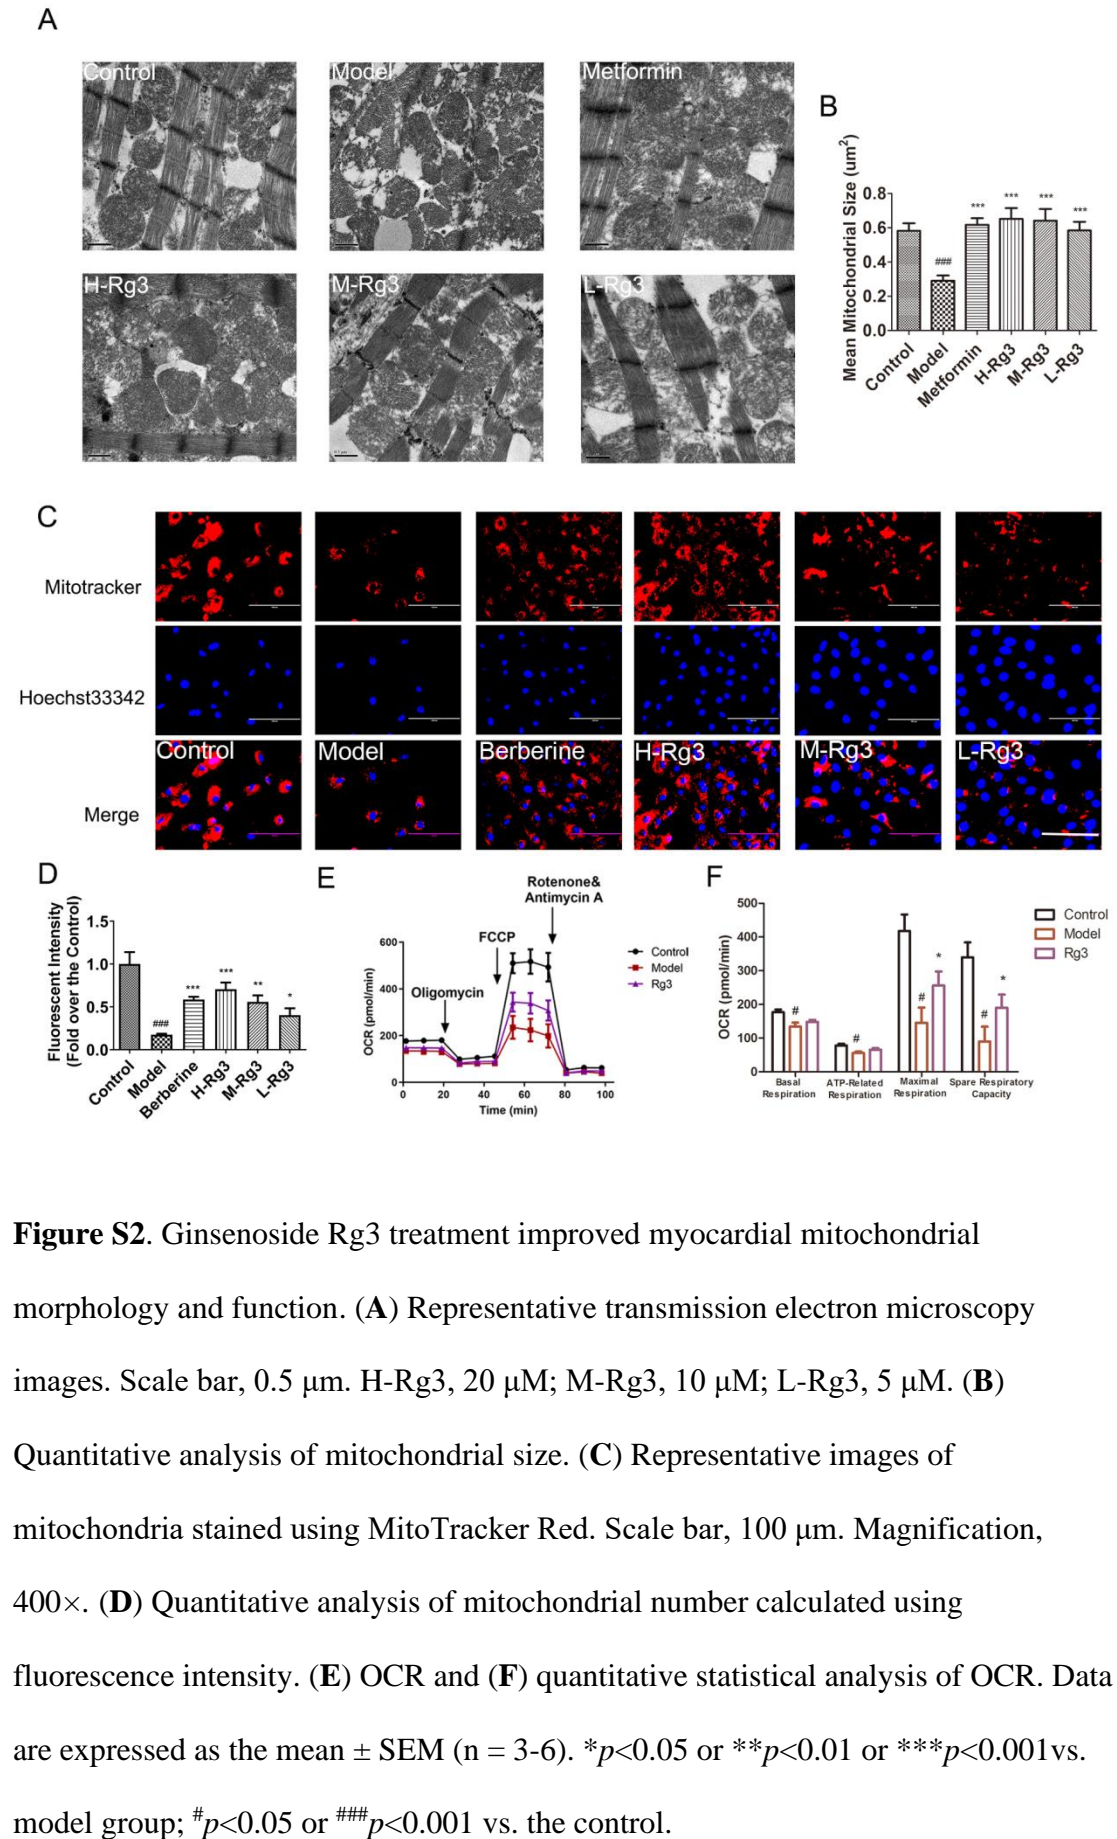 A
Control
Model
Metformin
H-Rg3
M-Rg3
L-Rg3
B
Mean Mitochondrial Size (um²)
0.8
0.6
0.4
0.2
0.0
***
***
***
***
###
Control
Model
Metformin
H-Rg3
M-Rg3
L-Rg3
C
Mitotracker
Hoechst33342
Merge
Control
Model
Berberine
H-Rg3
M-Rg3
L-Rg3
D
Fluorescent Intensity
(Fold over the Control)
1.5
1.0
0.5
0.0
###
***
***
**
*
Control
Model
Berberine
H-Rg3
M-Rg3
L-Rg3
E
OCR (pmol/min)
600
400
200
0
0
20
40
60
80
100
Time (min)
Oligomycin
FCCP
Rotenone&
Antimycin A
Control
Model
Rg3
F
OCR (pmol/min)
500
400
300
200
100
0
#
#
#
*
#
*
Basal
Respiration
ATP-Related
Respiration
Maximal
Respiration
Spare Respiratory
Capacity
Control
Model
Rg3
Figure S2. Ginsenoside Rg3 treatment improved myocardial mitochondrial
morphology and function. (A) Representative transmission electron microscopy
images. Scale bar, 0.5 μm. H-Rg3, 20 μM; M-Rg3, 10 μM; L-Rg3, 5 μM. (B)
Quantitative analysis of mitochondrial size. (C) Representative images of
mitochondria stained using MitoTracker Red. Scale bar, 100 μm. Magnification,
400×. (D) Quantitative analysis of mitochondrial number calculated using
fluorescence intensity. (E) OCR and (F) quantitative statistical analysis of OCR. Data
are expressed as the mean ± SEM (n = 3-6). *p<0.05 or **p<0.01 or ***p<0.001vs.
model group; #p<0.05 or ###p<0.001 vs. the control.